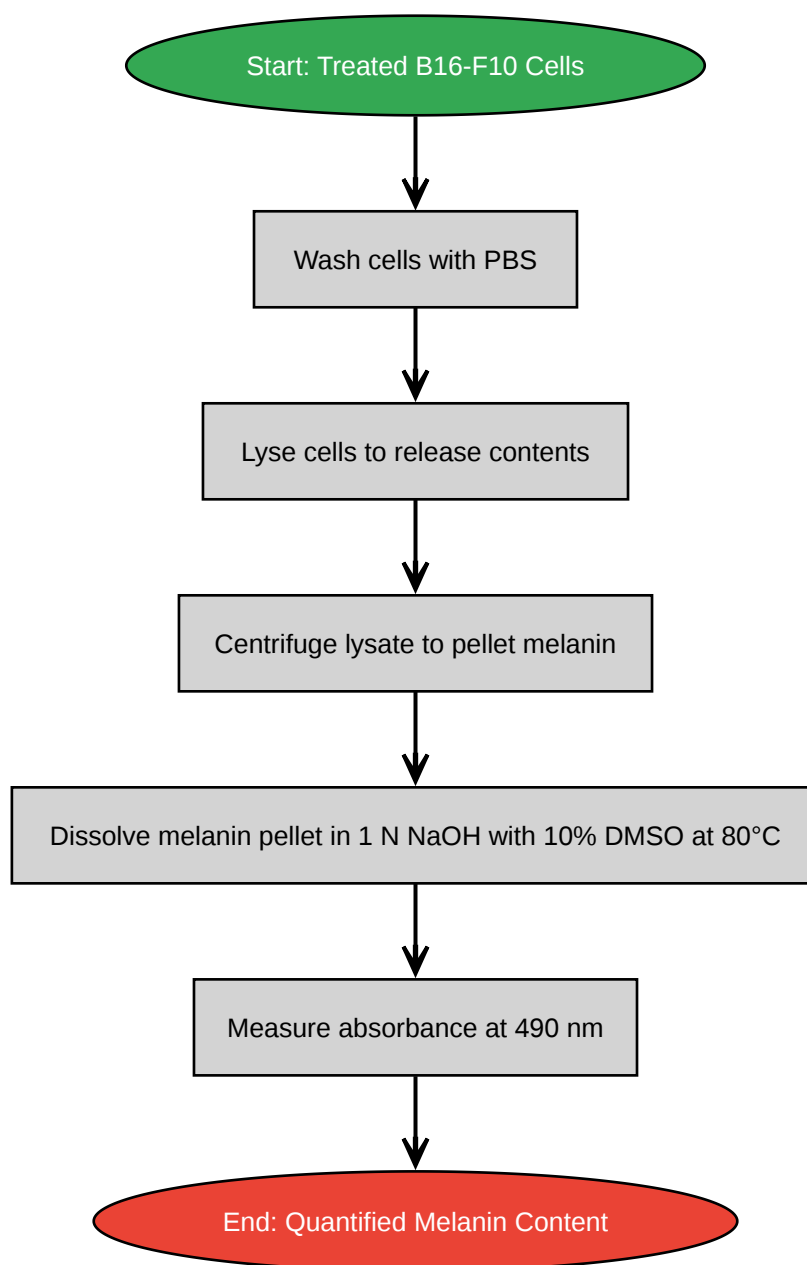 Start: Treated B16-F10 Cells
Wash cells with PBS
Lyse cells to release contents
Centrifuge lysate to pellet melanin
Dissolve melanin pellet in 1 N NaOH with 10% DMSO at 80°C
Measure absorbance at 490 nm
End: Quantified Melanin Content